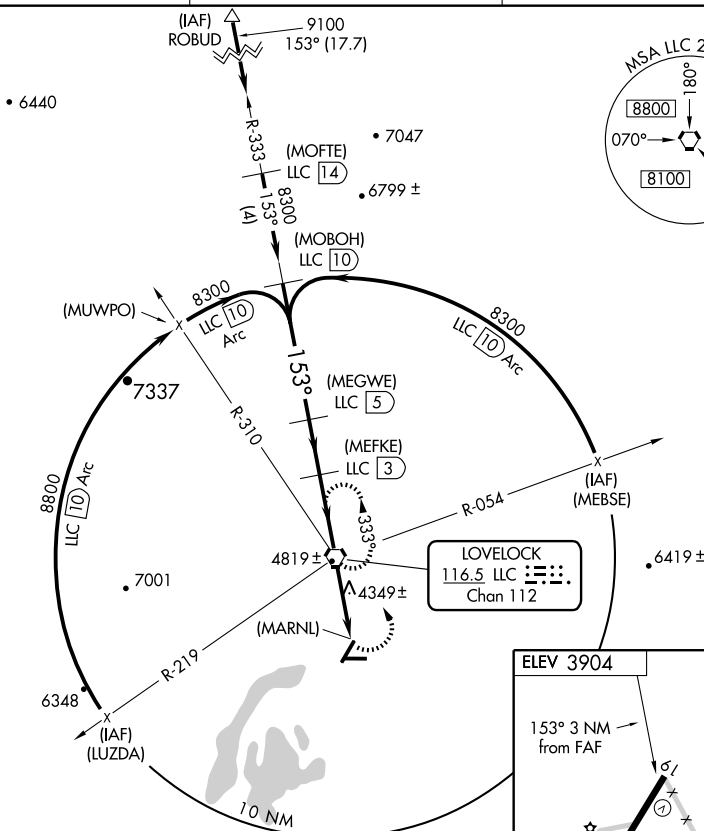 (IAF)
ROBUD
9100
153° (17.7)
MSA LLC 2
180°
8800
070°
8100
6440
R-333
7047
(MOFTE)
LLC 14
6799 ±
8300
153°
(4)
(MOBOH)
LLC 10
8300
LLC 10 Arc
(MUWPO)
8300
LLC 10 Arc
7337
153°
(MEGWE)
LLC 5
R-310
(MEFKE)
LLC 3
8800
LLC 10 Arc
(IAF)
(MEBSE)
R-054
333°
4819 ±
LOVELOCK
116.5 LLC
Chan 112
6419 ±
7001
4349 ±
(MARNL)
R-219
6348
(IAF)
(LUZDA)
10 NM
ELEV 3904
153° 3 NM
from FAF
19
V